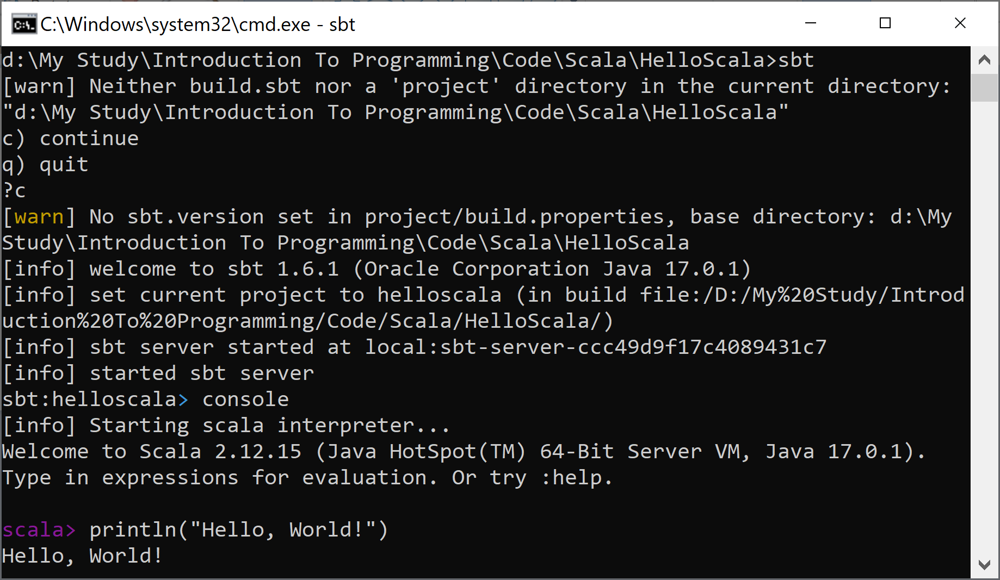 C:\Windows\system32\cmd.exe - sbt
d:\My Study\Introduction To Programming\Code\Scala\HelloScala>sbt
[warn] Neither build.sbt nor a 'project' directory in the current directory:
"d:\My Study\Introduction To Programming\Code\Scala\HelloScala"
c) continue
q) quit
?c
[warn] No sbt.version set in project/build.properties, base directory: d:\My
Study\Introduction To Programming\Code\Scala\HelloScala
[info] welcome to sbt 1.6.1 (Oracle Corporation Java 17.0.1)
[info] set current project to helloscala (in build file:/D:/My%20Study/Introd
uction%20To%20Programming/Code/Scala/HelloScala/)
[info] sbt server started at local:sbt-server-ccc49d9f17c4089431c7
[info] started sbt server
sbt:helloscala> console
[info] Starting scala interpreter...
Welcome to Scala 2.12.15 (Java HotSpot(TM) 64-Bit Server VM, Java 17.0.1).
Type in expressions for evaluation. Or try :help.
scala> println("Hello, World!")
Hello, World!